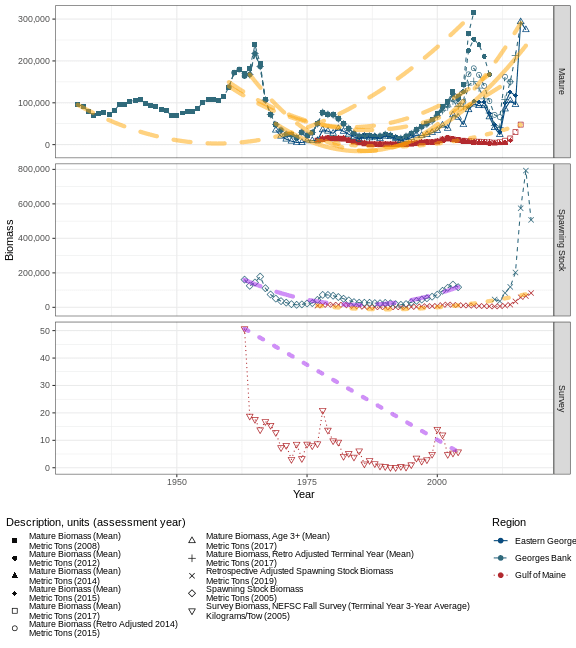 300,000
200,000
100,000
0
Mature
800,000
600,000
400,000
200,000
0
Spawning Stock
50
40
30
20
10
0
Survey
Biomass
1950
1975
2000
Year
Description, units (assessment year)
Mature Biomass (Mean)
Metric Tons (2008)
Mature Biomass (Mean)
Metric Tons (2012)
Mature Biomass (Mean)
Metric Tons (2014)
Mature Biomass (Mean)
Metric Tons (2015)
Mature Biomass (Mean)
Metric Tons (2017)
Mature Biomass (Retro Adjusted 2014)
Metric Tons (2015)
Mature Biomass, Age 3+ (Mean)
Metric Tons (2017)
Mature Biomass, Retro Adjusted Terminal Year (Mean)
Metric Tons (2017)
Retrospective Adjusted Spawning Stock Biomass
Metric Tons (2019)
Spawning Stock Biomass
Metric Tons (2005)
Survey Biomass, NEFSC Fall Survey (Terminal Year 3-Year Average)
Kilograms/Tow (2005)
Region
Eastern George
Georges Bank
Gulf of Maine